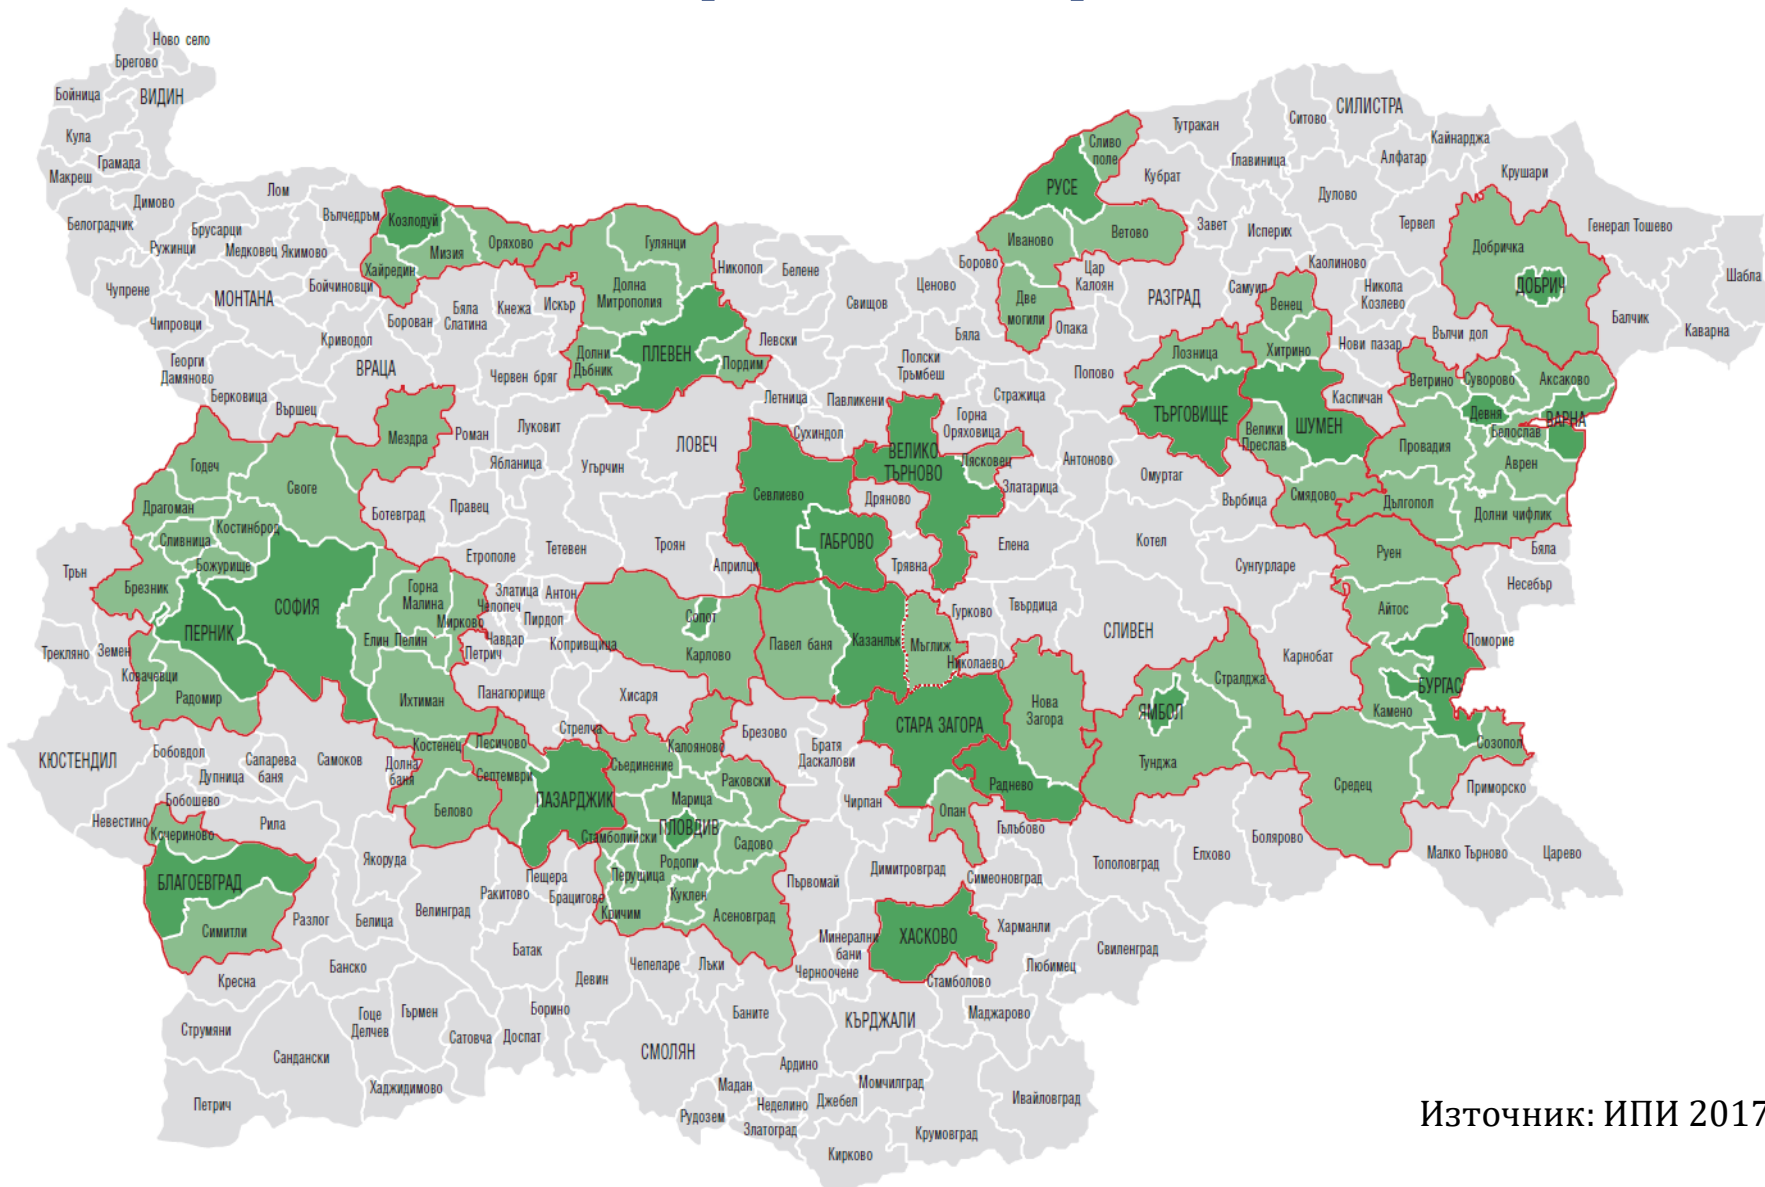 Ново село
Брегово
Бойница
ВИДИН
Кула
Грамада
Макреш
Димово
Лом
Белоградчик
Брусарци
Вълчедръм
Ружинци
Медковец
Якимово
Чупрене
МОНТАНА
Бойчиновци
Чипровци
Георги
Дамяново
Криводол
ВРАЦА
Берковица
Вършец
Козлодуй
Мизия
Оряхово
Хайредин
Борован
Бяла
Слатина
Кнежа
Искър
Гулянци
Долна
Митрополия
Никопол
Белене
Долни
Дъбник
ПЛЕВЕН
Пордим
Левски
Червен бряг
Свищов
Ценово
Борово
Бяла
Полски
Тръмбеш
Мездра
Роман
Луковит
ЛОВЕЧ
Летница
Павликени
Сухиндол
Стражица
Горна
Оряховица
Ябланица
Угърчин
Севлиево
ВЕЛИКО
ТЪРНОВО
Лясковец
Златарица
Дряново
ГАБРОВО
Трявна
Елена
Априлци
Троян
Тетевен
Правец
Ботевград
Етрополе
РУСЕ
Сливо
поле
Иваново
Ветово
Две
могили
Цар
Калоян
Опака
Попово
Антоново
Омуртаг
ТЪРГОВИЩЕ
Лозница
РАЗГРАД
Кубрат
Завет
Исперих
Самуил
Тутракан
Главиница
Ситово
СИЛИСТРА
Дулово
Алфатар
Кайнарджа
Крушари
Тервел
Генерал Тошево
Добричка
ДОБРИЧ
Шабла
Балчик
Каварна
Каолиново
Никола
Козлево
Венец
Хитрино
Нови пазар
Вълчи дол
Каспичан
ШУМЕН
Велики
Преслав
Смядово
Върбица
Ветрино
Суворово
Аксаково
Девня
ВАРНА
Белослав
Провадия
Аврен
Дългопол
Долни чифлик
Бяла
Несебър
Руен
Айтос
Поморие
БУРГАС
Камено
Созопол
Средец
Приморско
Малко Търново
Царево
Карнобат
Сунгурларе
Котел
СЛИВЕН
Твърдица
Гурково
Николаево
Нова
Загора
Стралджа
ЯМБОЛ
Тунджа
Болярово
Елхово
Тополовград
Годеч
Своге
Драгоман
Костинброд
Сливница
Божурище
Брезник
Трън
СОФИЯ
ПЕРНИК
Горна
Малина
Елин Пелин
Мирково
Челопеч
Златица
Антон
Пирдоп
Чавдар
Петрич
Копривщица
Трекляно
Земен
Ковачевци
Радомир
Ихтиман
Панагюрище
Стрелча
Хисаря
Сопот
Карлово
Павел баня
Казанлък
Мъглиж
КЮСТЕНДИЛ
Бобовдол
Дупница
Сапарева
баня
Самоков
Долна
баня
Костенец
Лесичово
Септември
Белово
ПАЗАРДЖИК
Невестино
Бобошево
Рила
Кочериново
БЛАГОЕВГРАД
Симитли
Разлог
Якоруда
Белица
Велинград
Ракитово
Пещера
Брацигово
Батак
Калояново
Съединение
Раковски
Марица
ПЛОВДИВ
Стамболийски
Садово
Родопи
Перущица
Куклен
Кричим
Асеновград
Брезово
Братя
Даскалови
Чирпан
СТАРА ЗАГОРА
Раднево
Опан
Гълъбово
Димитровград
Симеоновград
Първомай
ХАСКОВО
Харманли
Минерални
бани
Черноочене
Стамболово
Любимец
Свиленград
Кресна
Банско
Струмяни
Сандански
Петрич
Гоце
Делчев
Гърмен
Хаджидимово
Сатовча
Доспат
Борино
Девин
Чепеларе
Лъки
Баните
СМОЛЯН
КЪРДЖАЛИ
Маджарово
Ардино
Мадан
Рудозем
Неделино
Златоград
Джебел
Момчилград
Кирково
Крумовград
Ивайловград
Източник: ИПИ 2017